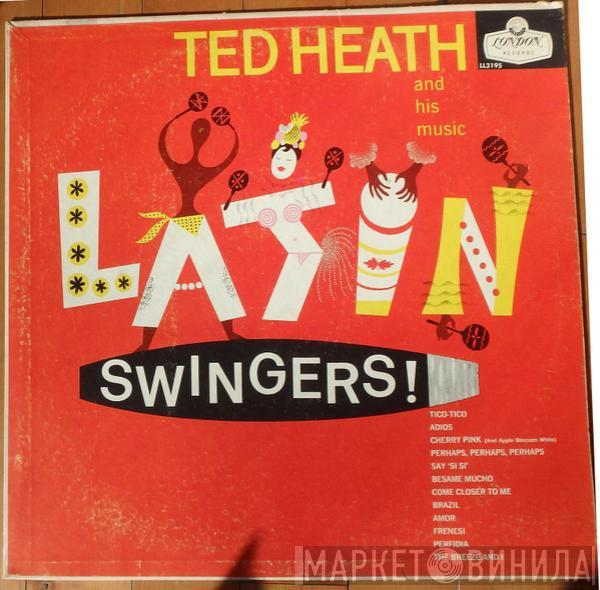 TED HEATH
and
his
music
LONDON
RECORDS
LL3195
LATIN
SWINGERS!
TICO-TICO
ADIOS
CHERRY PINK (And Apple Blossom White)
PERHAPS, PERHAPS, PERHAPS
SAY 'SI SI'
BESAME MUCHO
COME CLOSER TO ME
BRAZIL
AMOR
FRENESI
PERFIDIA
THE BREEZE AND I
МАРКЕТ ВИНИЛА